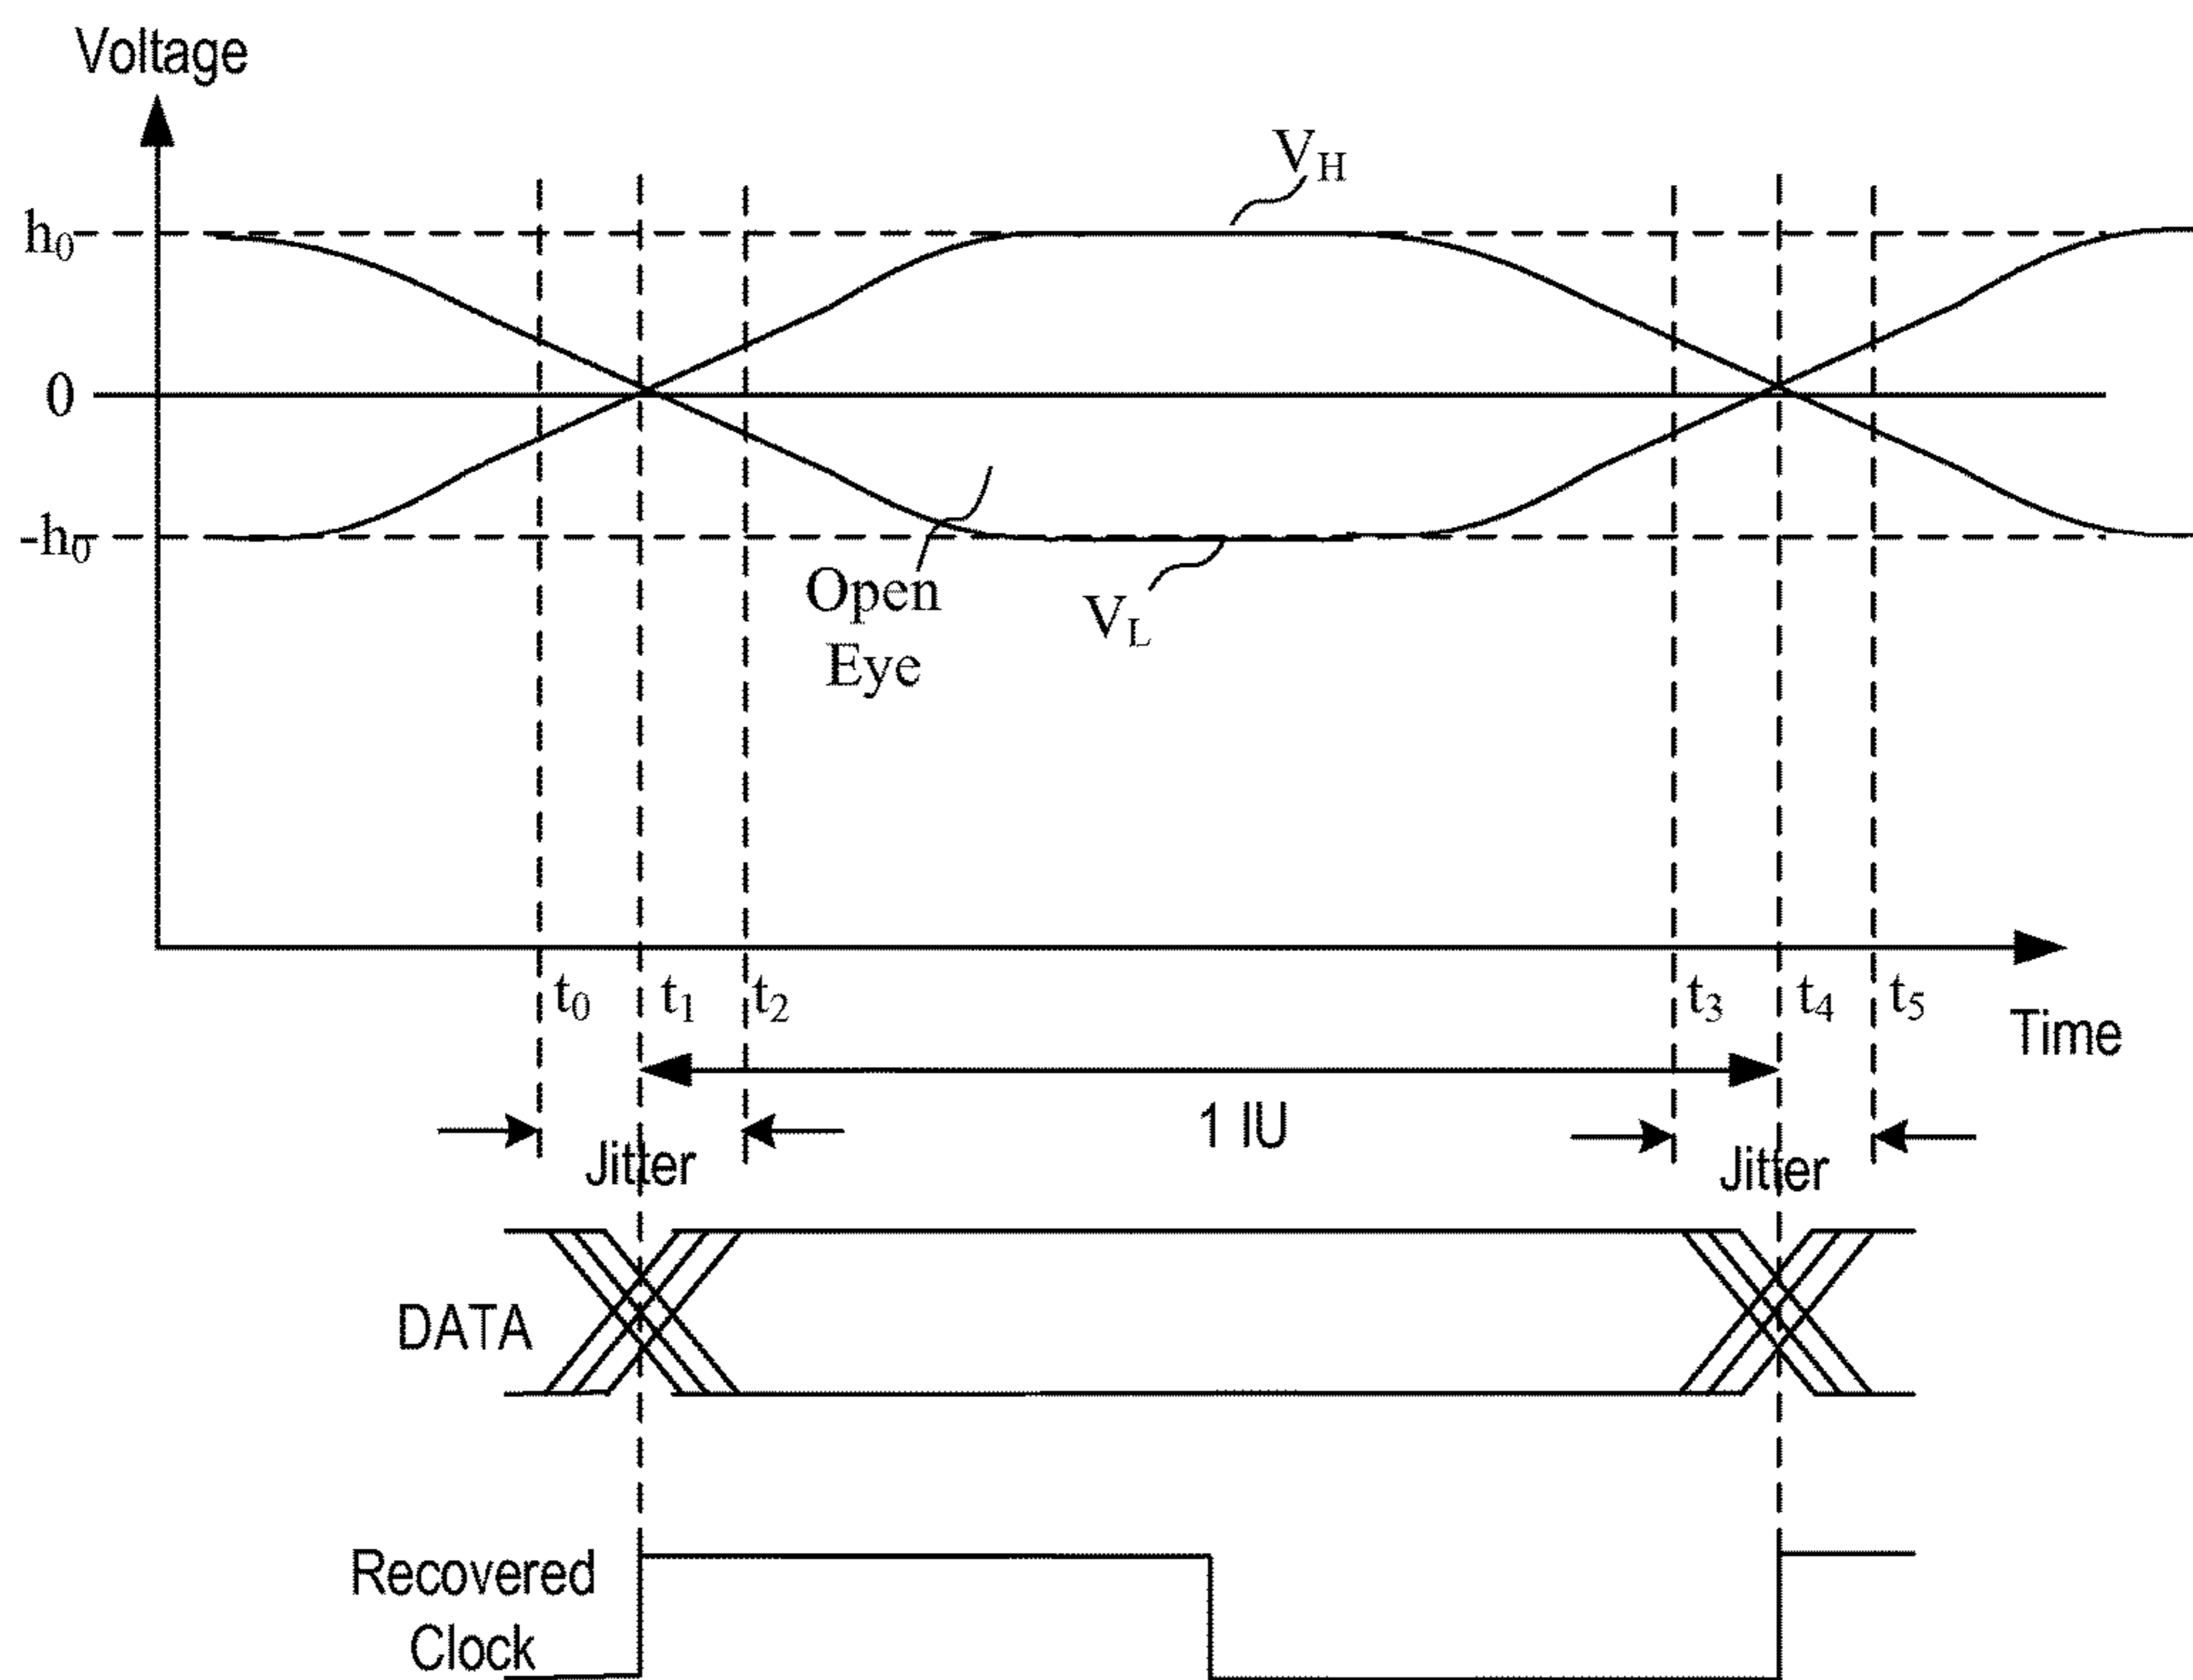 Voltage
V_H
h_0
0
-h_0
Open
Eye
V_L
t_0 t_1 t_2 t_3 t_4 t_5
Time
1 IU
Jitter Jitter
DATA
Recovered
Clock